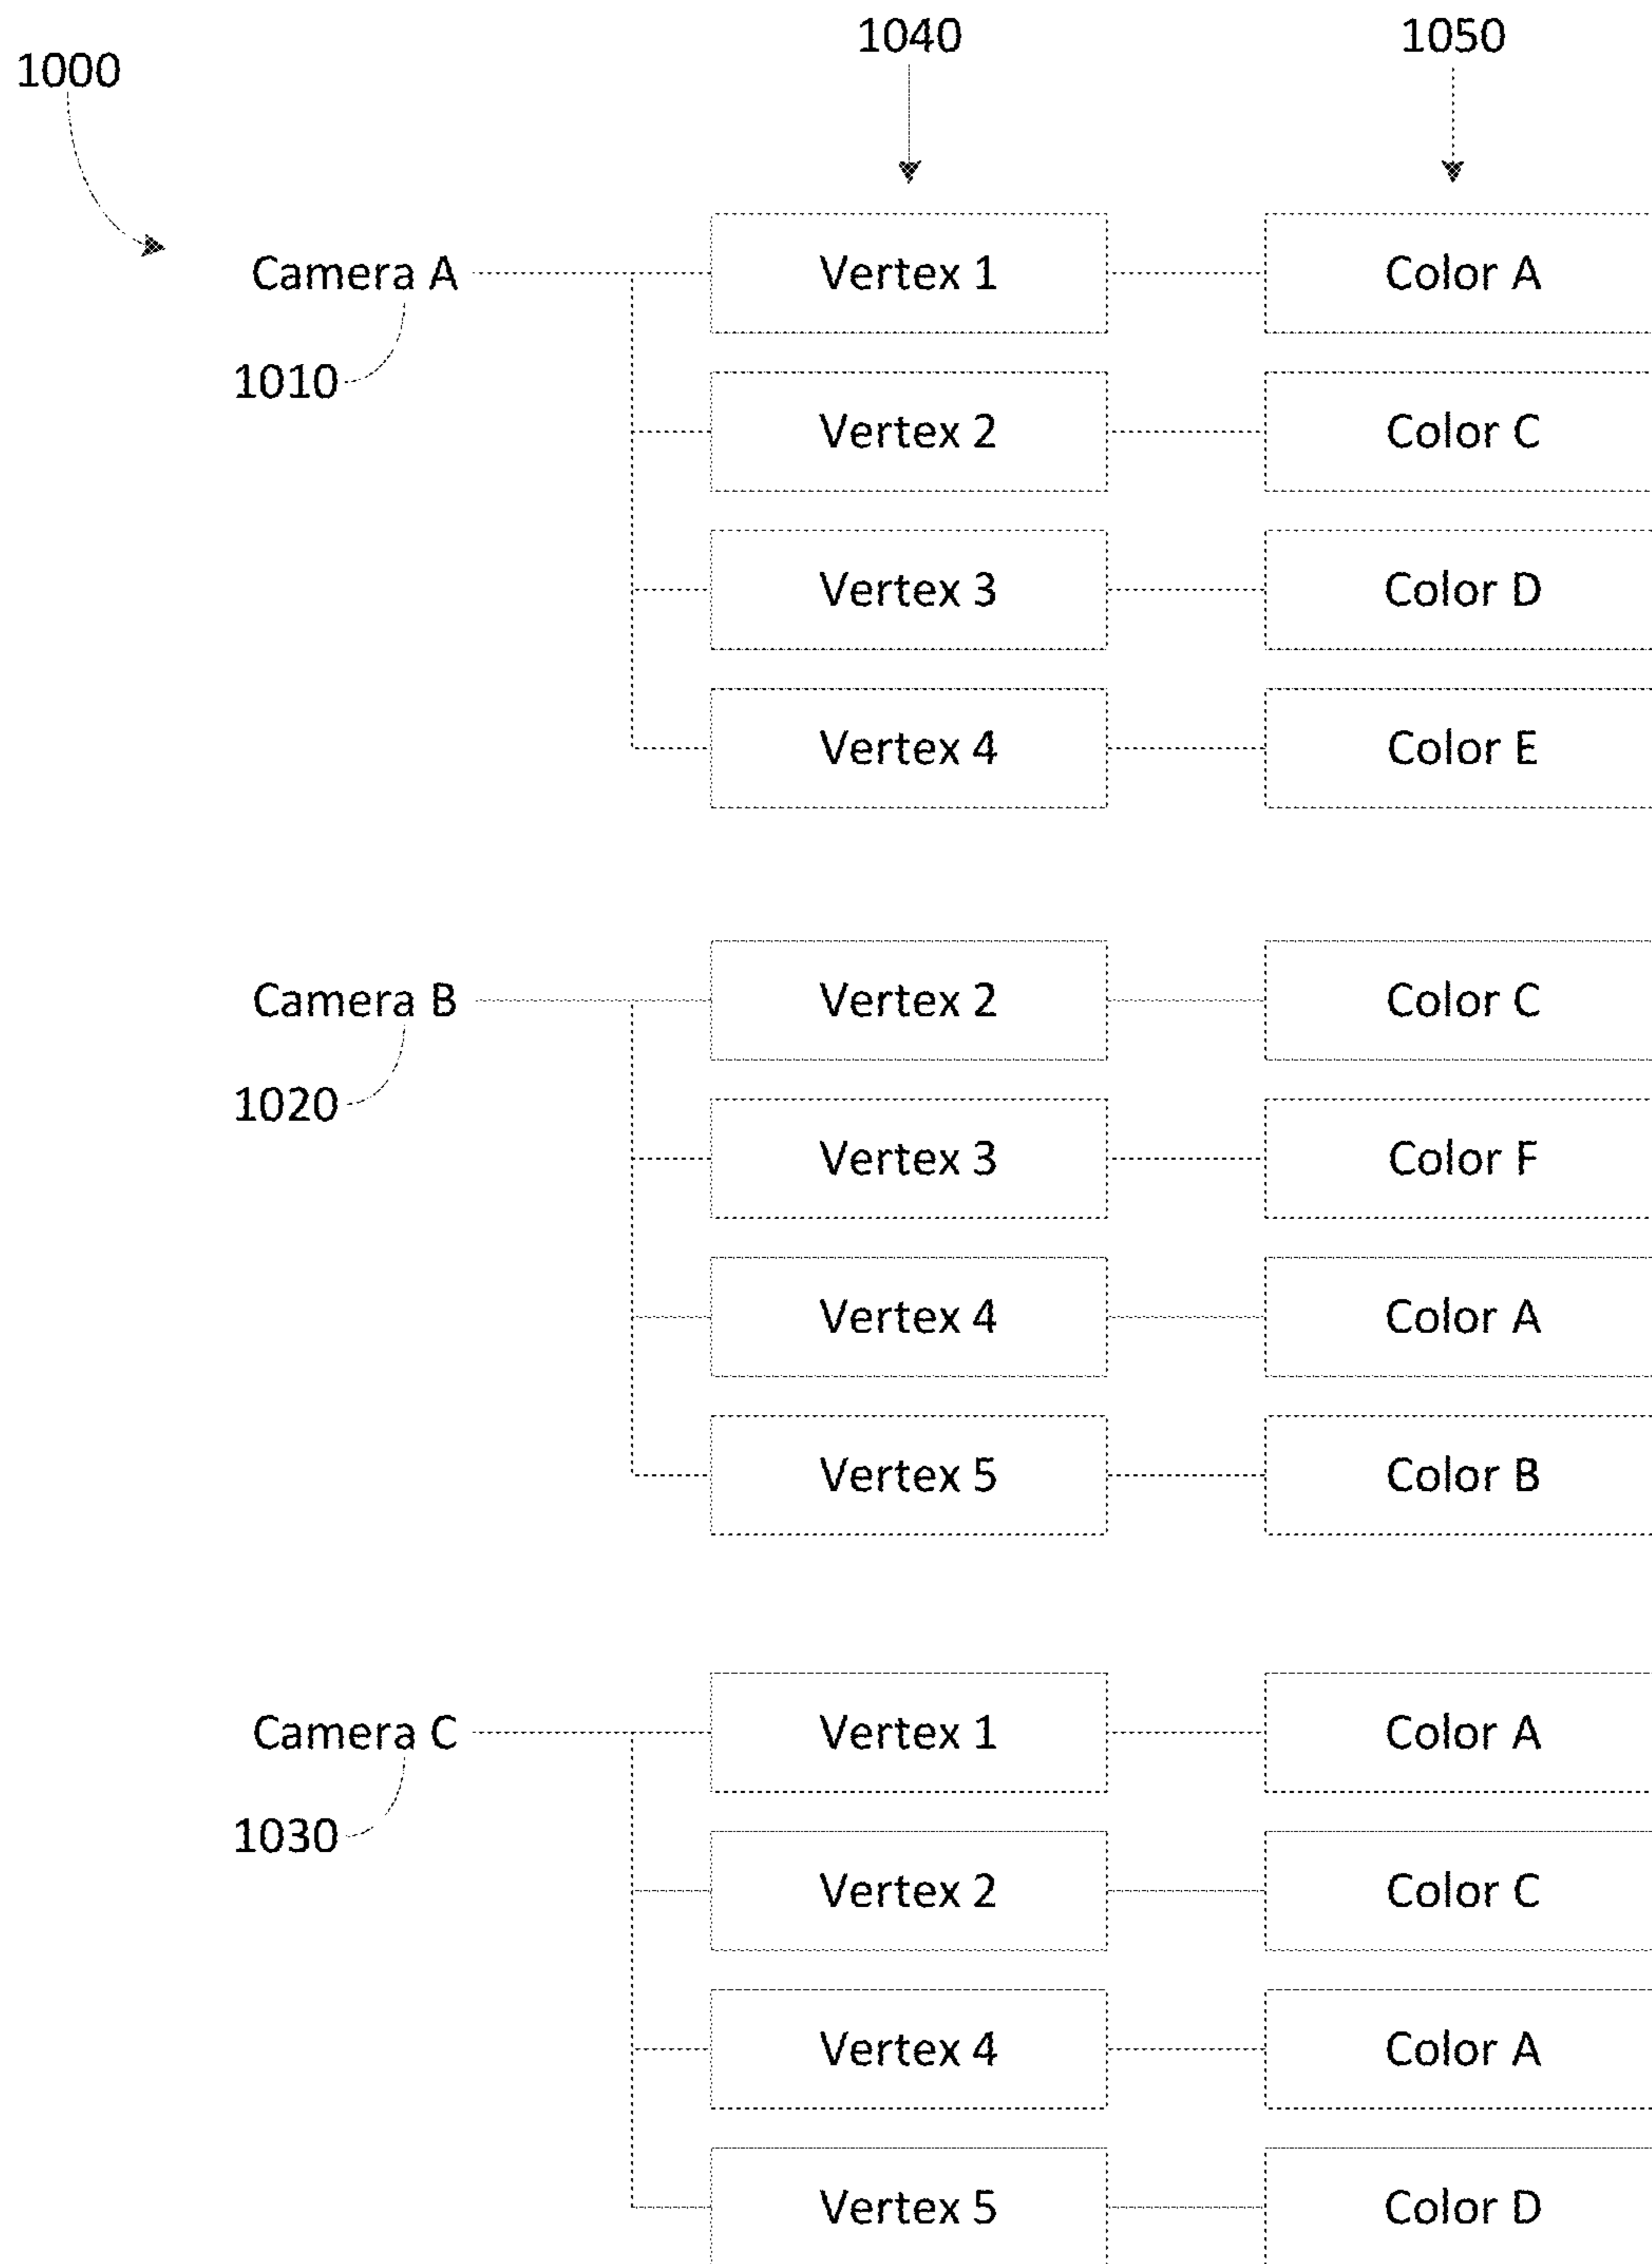 1040 1050
1000
Camera A Vertex 1 Color A
1010
Vertex 2 Color C
Vertex 3 Color D
Vertex 4 Color E
Camera B Vertex 2 Color C
1020
Vertex 3 Color F
Vertex 4 Color A
Vertex 5 Color B
Camera C Vertex 1 Color A
1030
Vertex 2 Color C
Vertex 4 Color A
Vertex 5 Color D